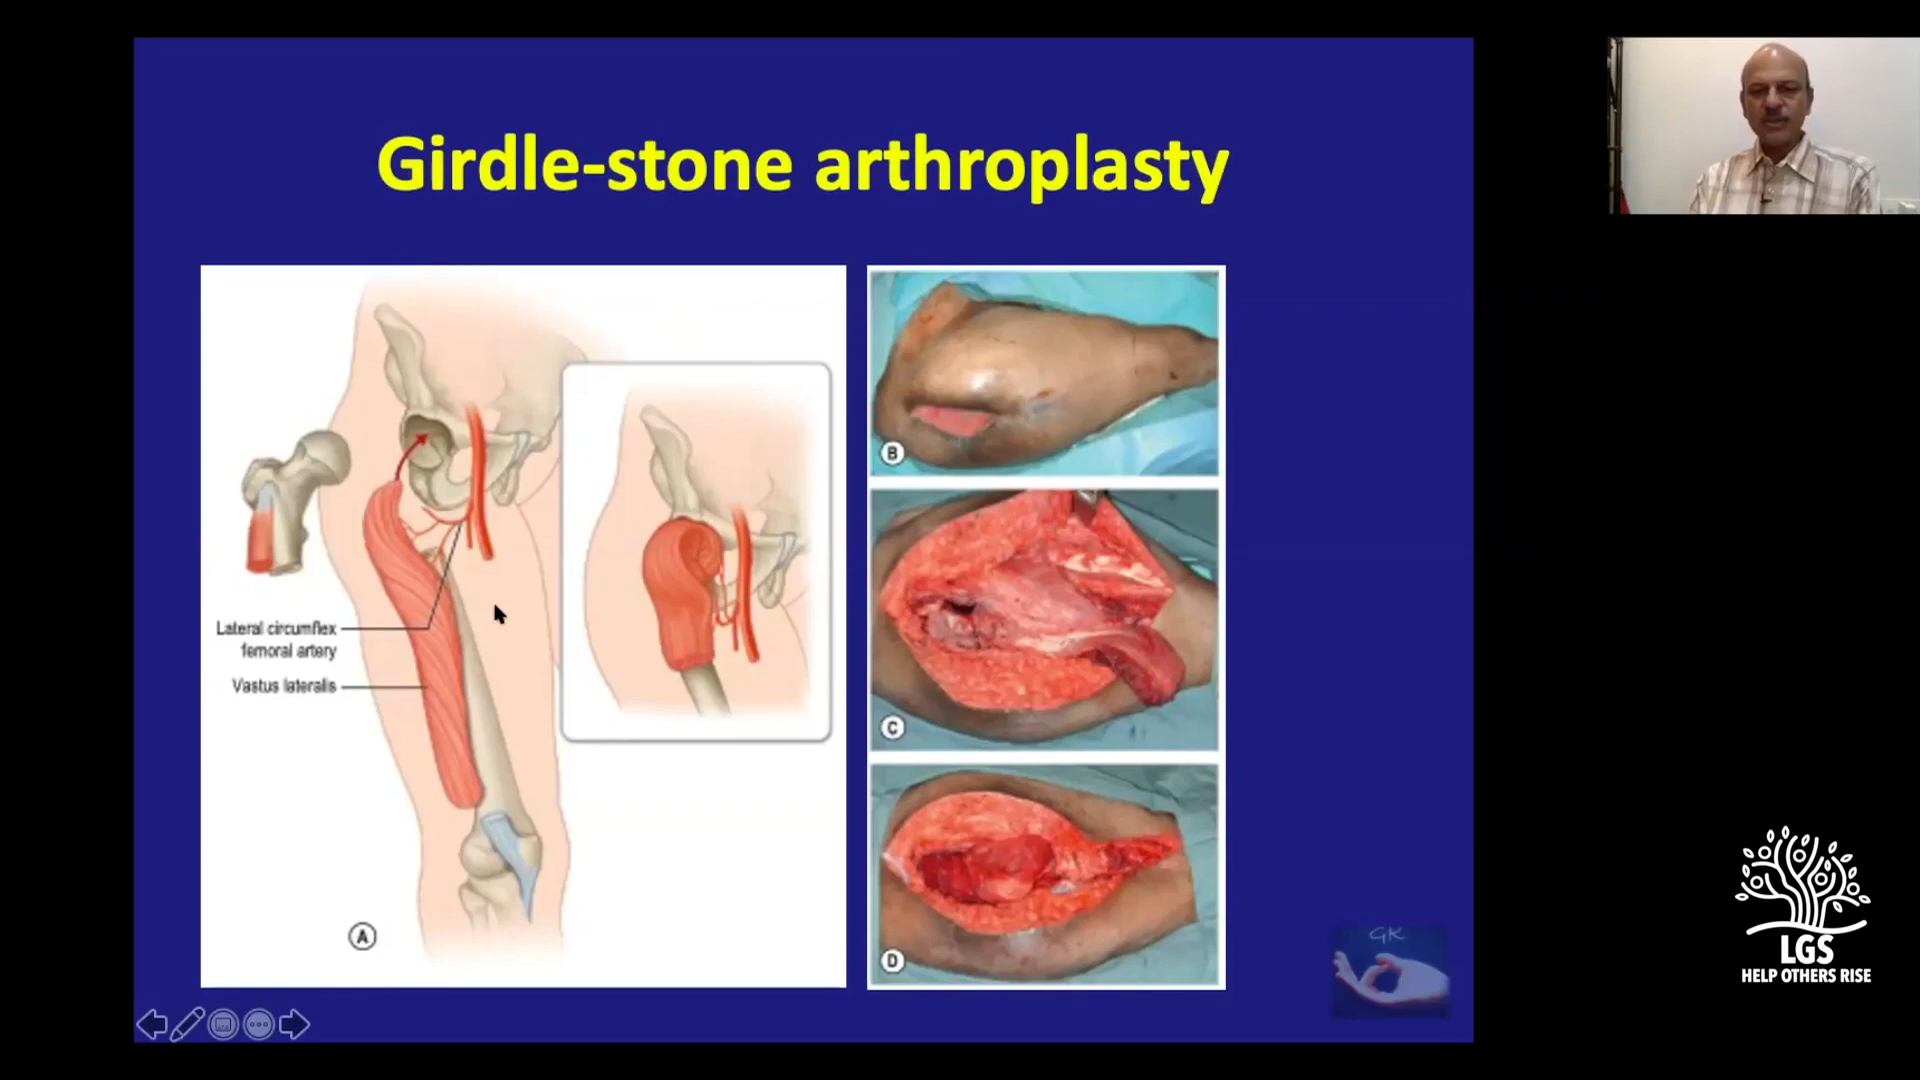 Girdle-stone arthroplasty
Lateral circumflex
femoral artery
Vastus lateralis
A
B
C
D
GK
LGS
HELP OTHERS RISE